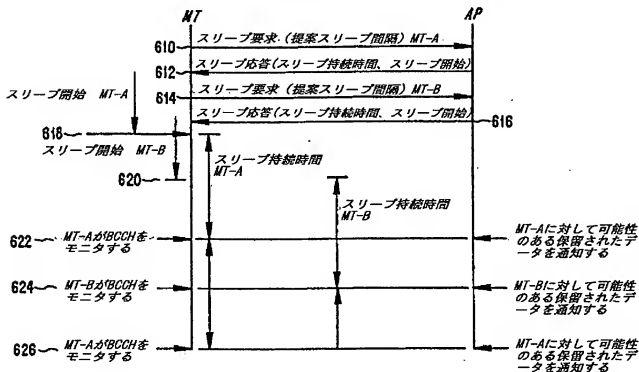 MT
AP
スリープ要求 (提案スリープ間隔) MT-A
610
スリープ応答(スリープ持続時間、スリープ開始)
612
スリープ要求 (提案スリープ間隔) MT-B
614
スリープ開始 MT-A
スリープ応答(スリープ持続時間、スリープ開始)
616
618
スリープ開始 MT-B
スリープ持続時間
MT-A
620
スリープ持続時間
MT-B
622
MT-AがBCCHを
モニタする
MT-Aに対して可能性
のある保留されたデ
ータを通知する
624
MT-BがBCCHを
モニタする
MT-Bに対して可能性
のある保留されたデ
ータを通知する
626
MT-AがBCCHを
モニタする
MT-Aに対して可能性
のある保留されたデ
ータを通知する